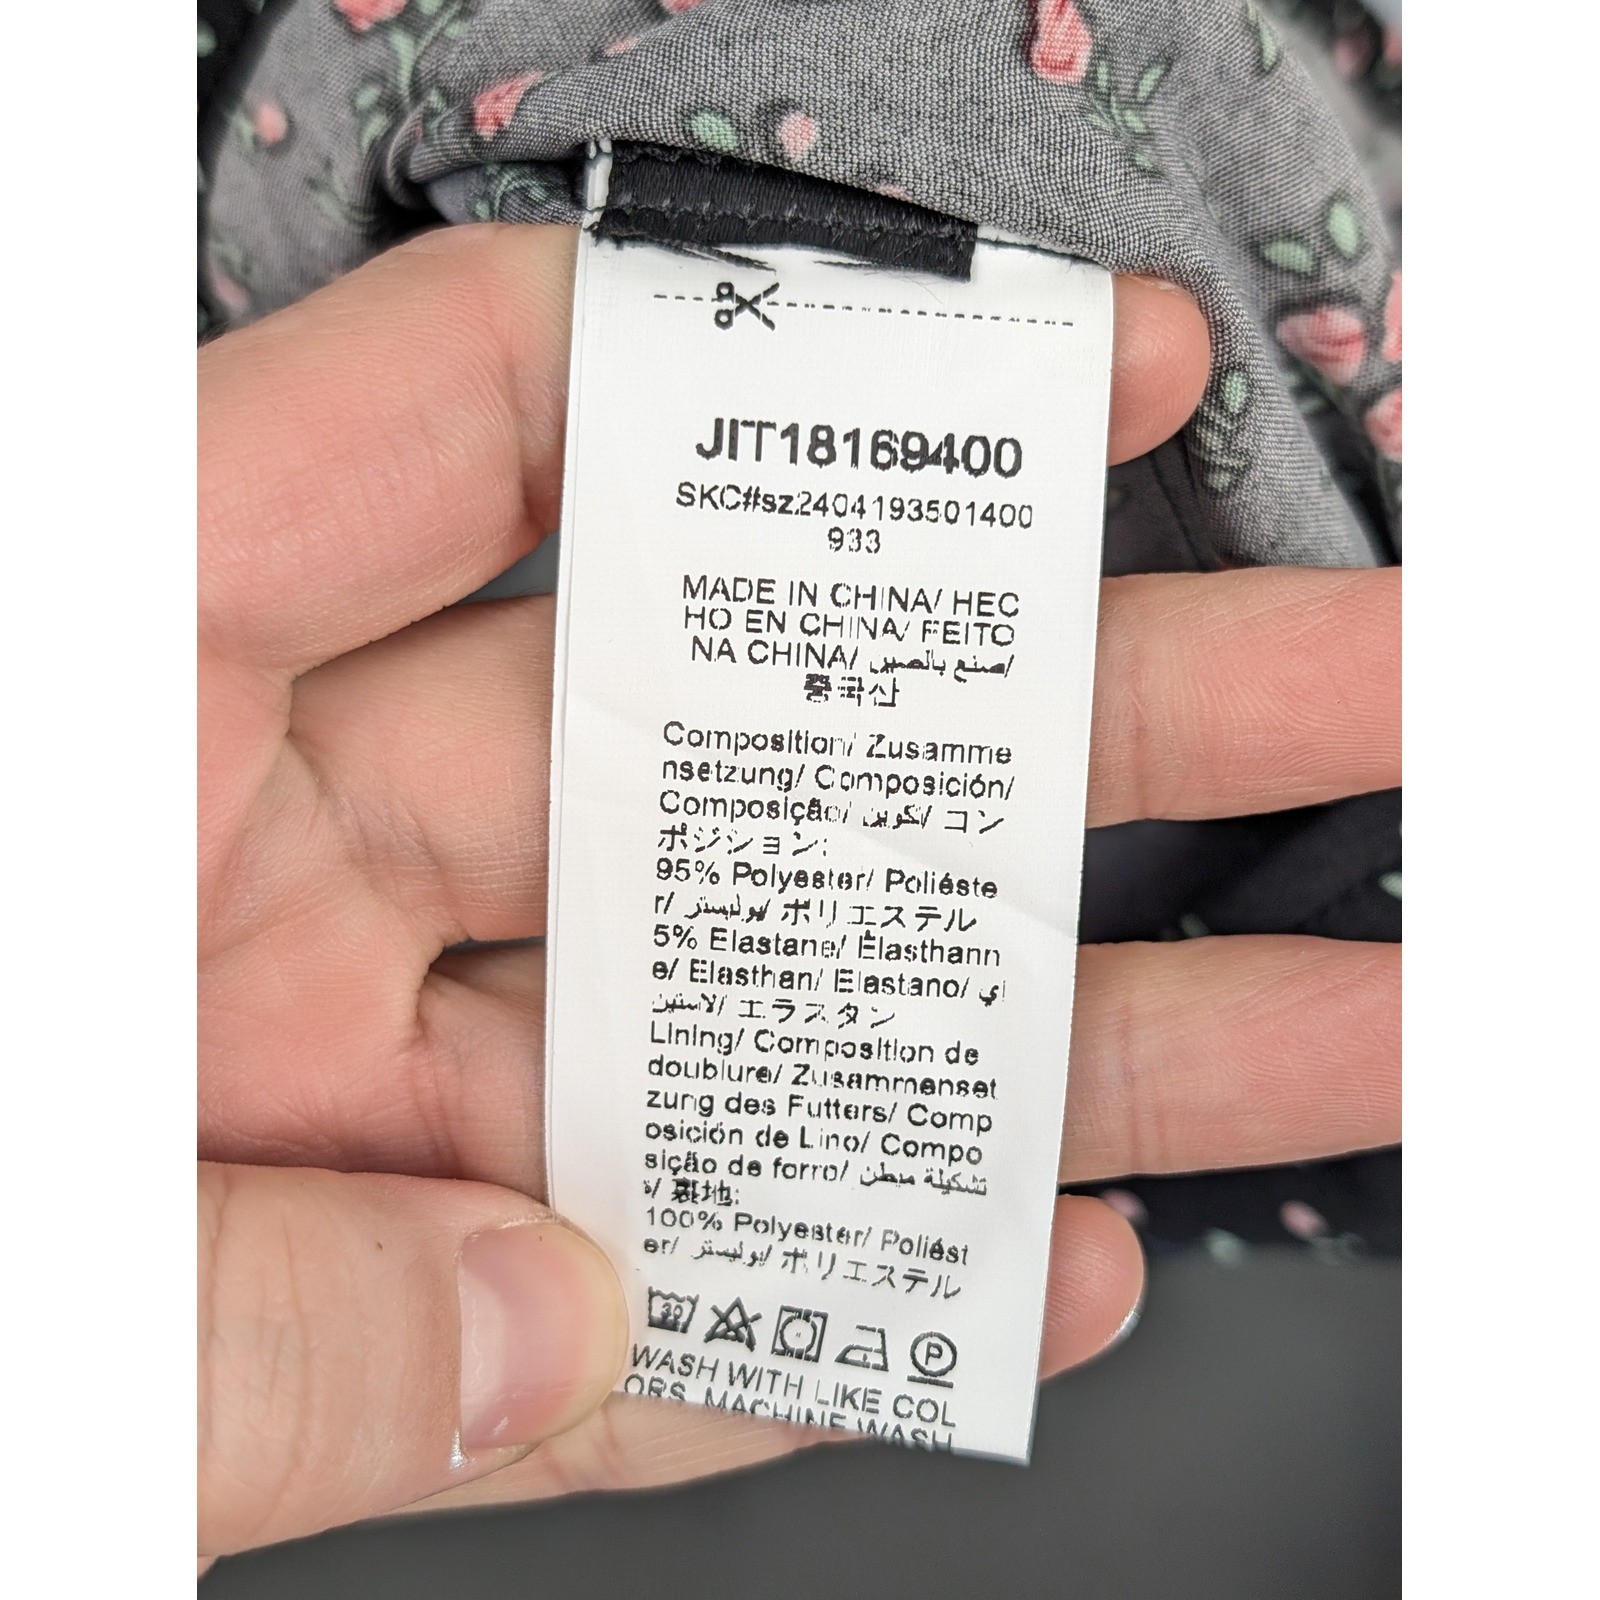 JIT18169400
SKC#sz2404193501400
933
MADE IN CHINA/ HEC
HO EN CHINA/ FEITO
NA CHINA/ صنع بالصين/
중국산
Composition/ Zusamme
nsetzung/ Composición/
Composição/ تكوين/ コン
ポジション:
95% Polyester/ Polieste
r/ بوليستر/ ポリエステル
5% Elastane/ Élasthann
e/ Elasthan/ Elastano/ اي
لاستين/ エラスタン
Lining/ Composition de
doublure/ Zusammenset
zung des Futters/ Comp
osición de Lino/ Compo
sição de forro/ تشكيلة مبطن
/ 裏地:
100% Polyester/ Poliést
er/ بوليستر/ ポリエステル
30
P
WASH WITH LIKE COL
ORS. MACHINE WASH